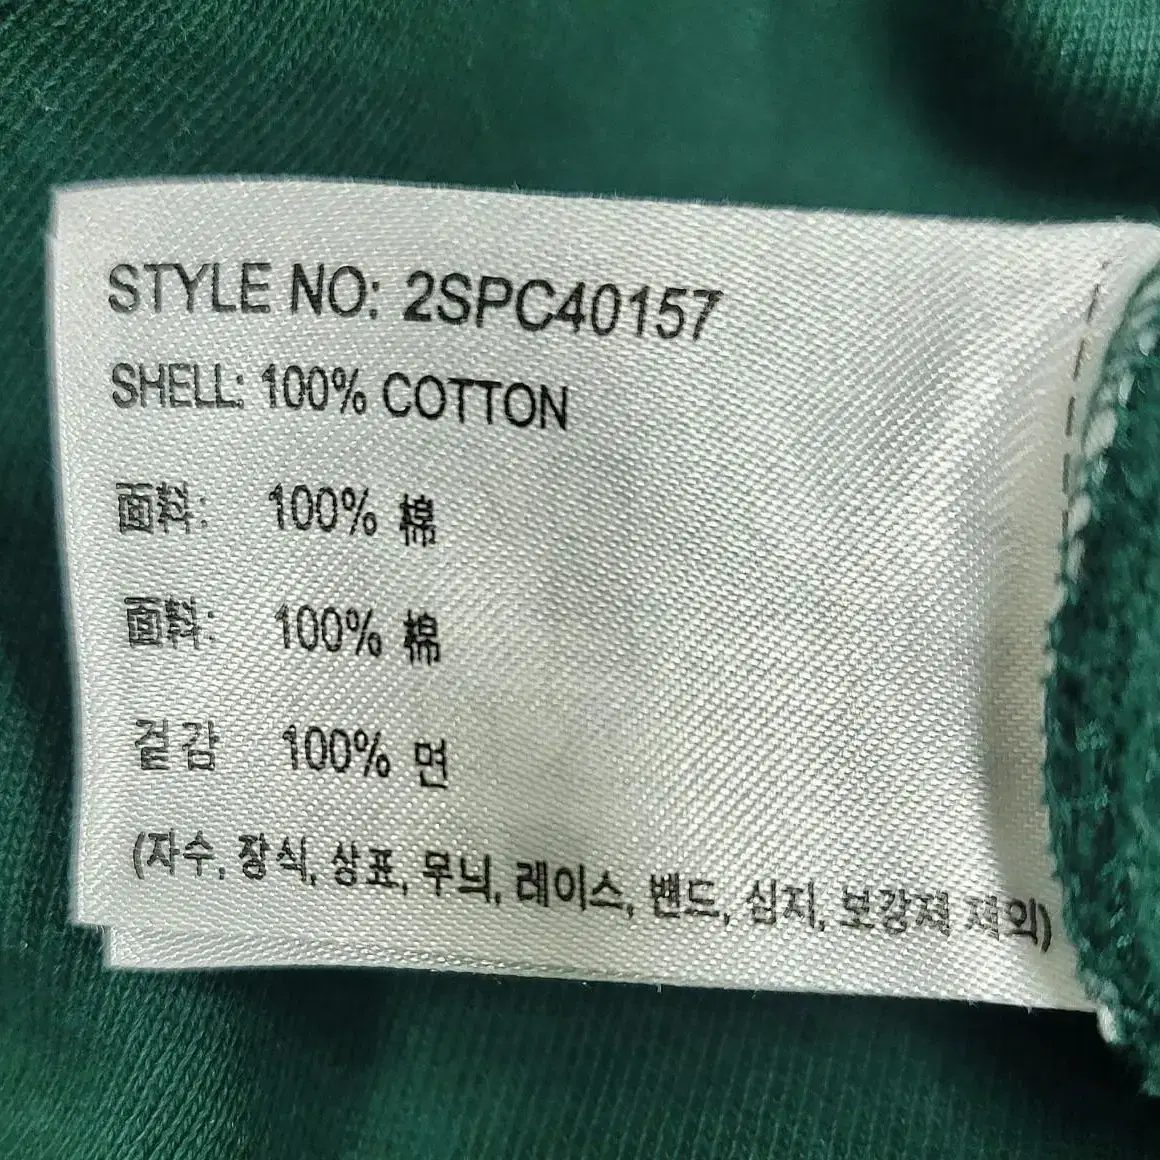 STYLE NO: 2SPC40157
SHELL: 100% COTTON
面料: 100% 棉
面料: 100% 棉
겉감 100% 면
(자수, 장식, 상표, 무늬, 레이스, 밴드, 심지, 보강재 제외)